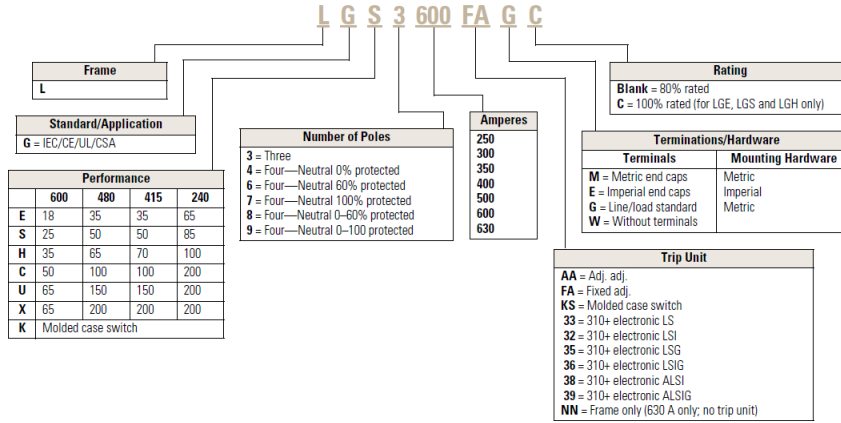 L G S 3 600 FA G C
Frame
L
Standard/Application
G = IEC/CE/UL/CSA
Performance
600 480 415 240
E 18 35 35 65
S 25 50 50 85
H 35 65 70 100
C 50 100 100 200
U 65 150 150 200
X 65 200 200 200
K Molded case switch
Number of Poles
3 = Three
4 = Four—Neutral 0% protected
6 = Four—Neutral 60% protected
7 = Four—Neutral 100% protected
8 = Four—Neutral 0–60% protected
9 = Four—Neutral 0–100 protected
Amperes
250
300
350
400
500
600
630
Rating
Blank = 80% rated
C = 100% rated (for LGE, LGS and LGH only)
Terminations/Hardware
Terminals Mounting Hardware
M = Metric end caps Metric
E = Imperial end caps Imperial
G = Line/load standard Metric
W = Without terminals
Trip Unit
AA = Adj. adj.
FA = Fixed adj.
KS = Molded case switch
33 = 310+ electronic LS
32 = 310+ electronic LSI
35 = 310+ electronic LSG
36 = 310+ electronic LSIG
38 = 310+ electronic ALSI
39 = 310+ electronic ALSIG
NN = Frame only (630 A only; no trip unit)